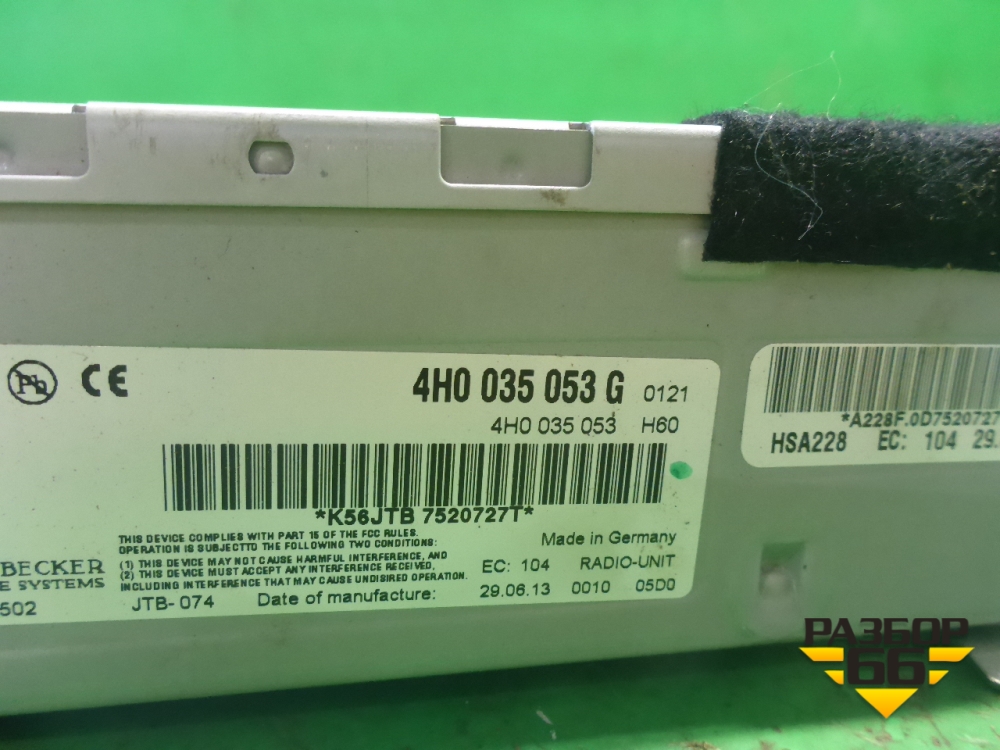 Pb CE
4H0 035 053 G 0121
4H0 035 053 H60
*K56JTB 7520727T*
THIS DEVICE COMPLIES WITH PART 15 OF THE FCC RULES.
OPERATION IS SUBJECTTO THE FOLLOWING TWO CONDITIONS:
(1) THIS DEVICE MAY NOT CAUSE HARMFUL INTERFERENCE, AND
(2) THIS DEVICE MUST ACCEPT ANY INTERFERENCE RECEIVED,
INCLUDING INTERFERENCE THAT MAY CAUSE UNDISIRED OPERATION.
Made in Germany
EC: 104 RADIO-UNIT
BECKER
E SYSTEMS
502 JTB-074 Date of manufacture: 29.06.13 0010 05D0
*A228F.0D7520727
HSA228 EC: 104 29.
РАЗБОР
66